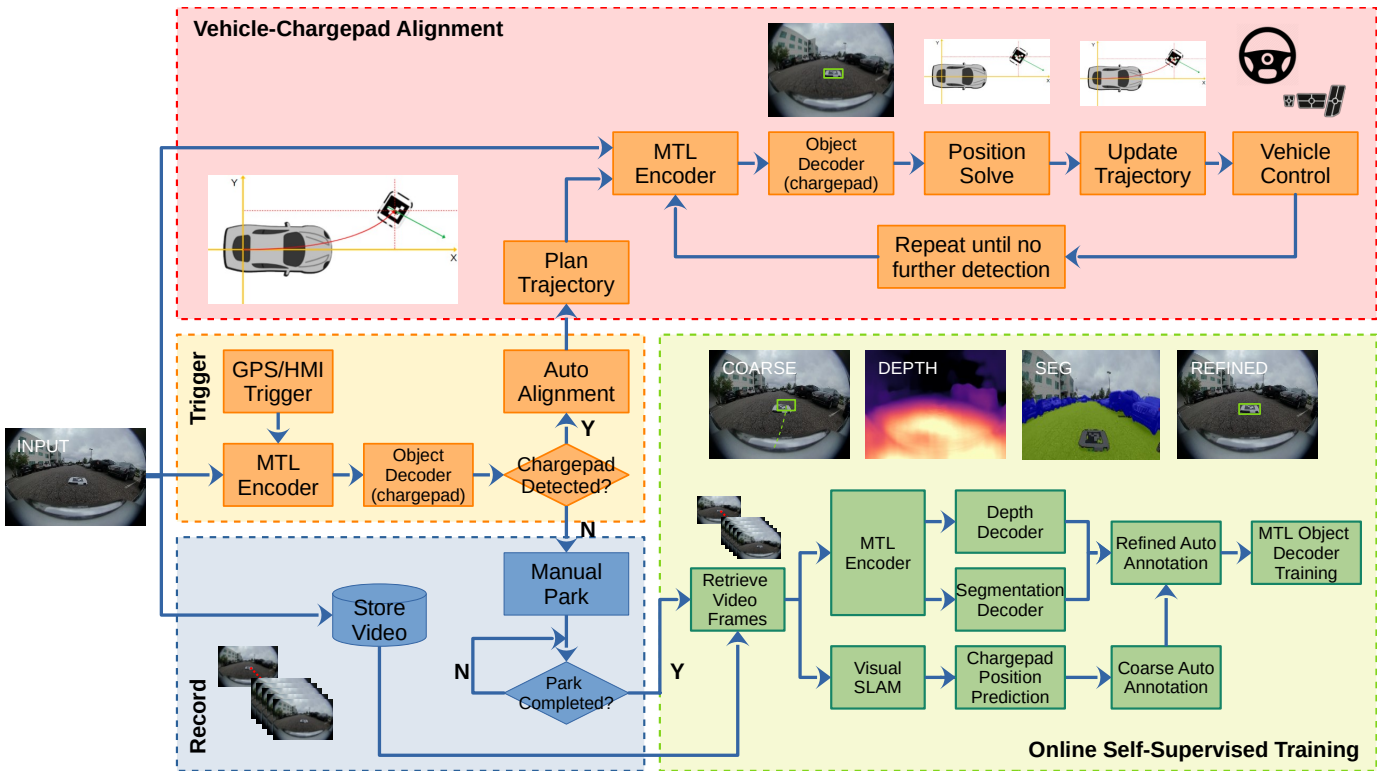 Vehicle-Chargepad Alignment
Y
X
Y
X
Y
X
MTL
Encoder
Object
Decoder
(chargepad)
Position
Solve
Update
Trajectory
Vehicle
Control
Repeat until no
further detection
Plan
Trajectory
Trigger
GPS/HMI
Trigger
Auto
Alignment
Y
INPUT
MTL
Encoder
Object
Decoder
(chargepad)
Chargepad
Detected?
N
Record
Store
Video
Manual
Park
N
Park
Completed?
Y
COARSE
DEPTH
SEG
REFINED
Retrieve
Video
Frames
MTL
Encoder
Depth
Decoder
Segmentation
Decoder
Refined Auto
Annotation
MTL Object
Decoder
Training
Visual
SLAM
Chargepad
Position
Prediction
Coarse Auto
Annotation
Online Self-Supervised Training